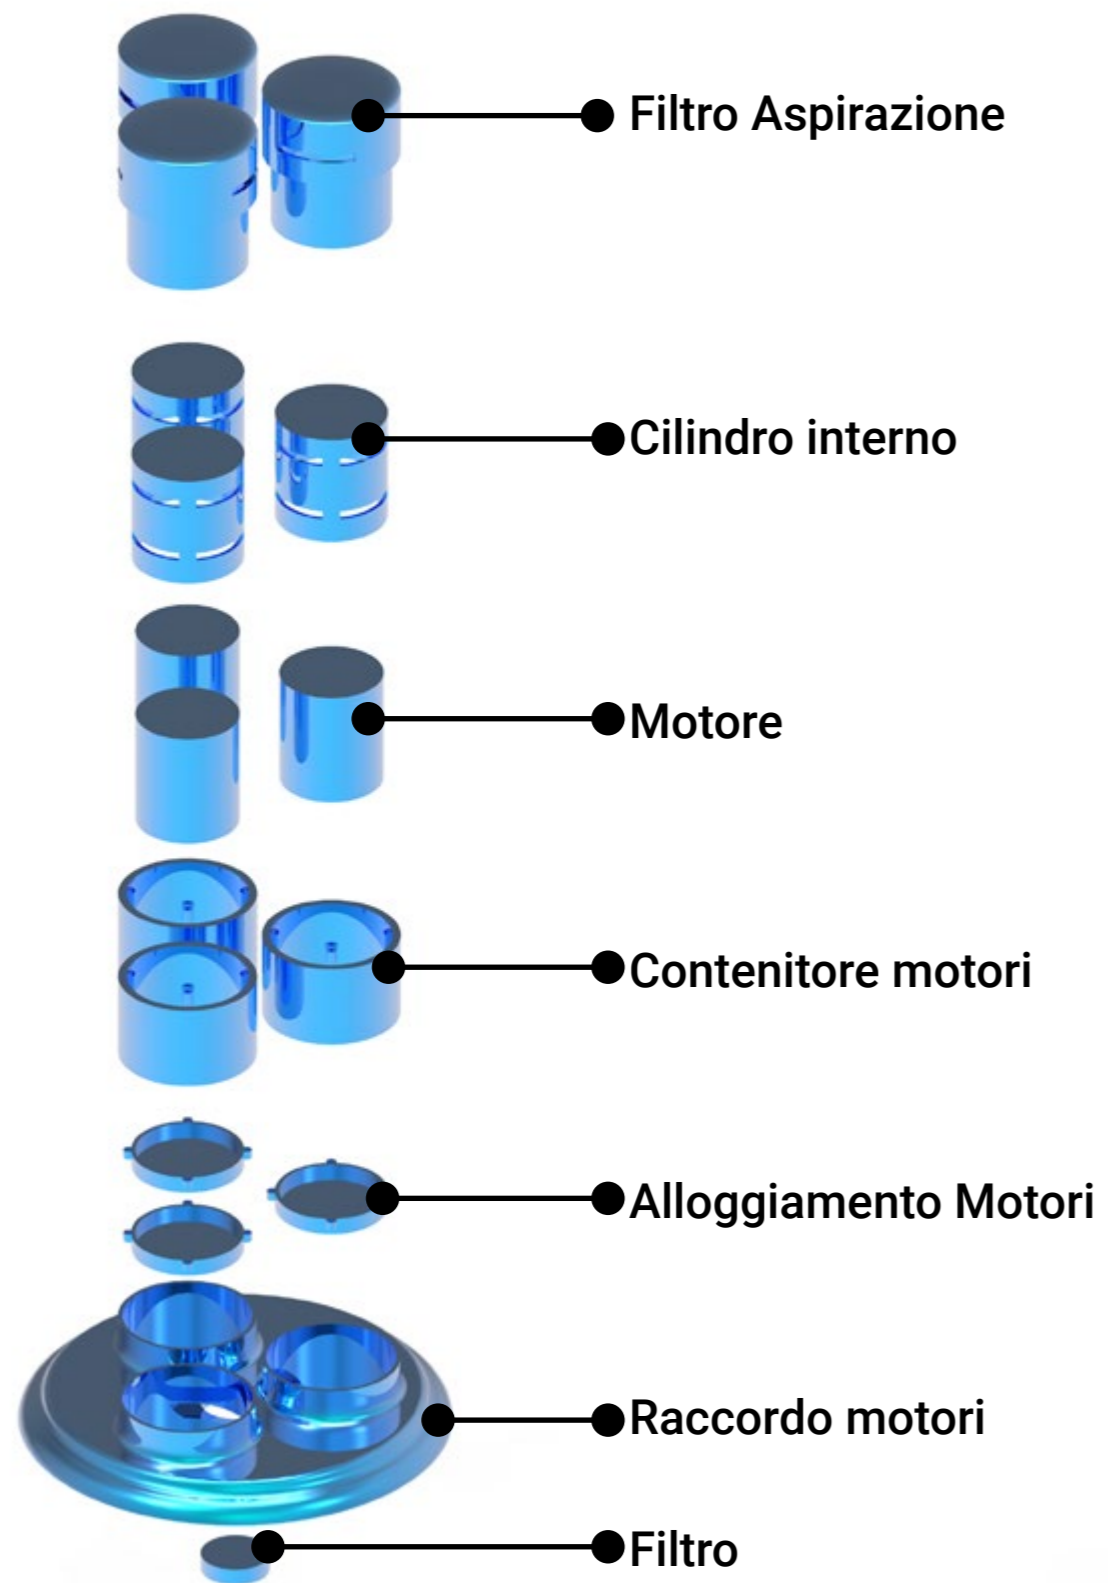 Filtro Aspirazione
Cilindro interno
Motore
Contenitore motori
Alloggiamento Motori
Raccordo motori
Filtro